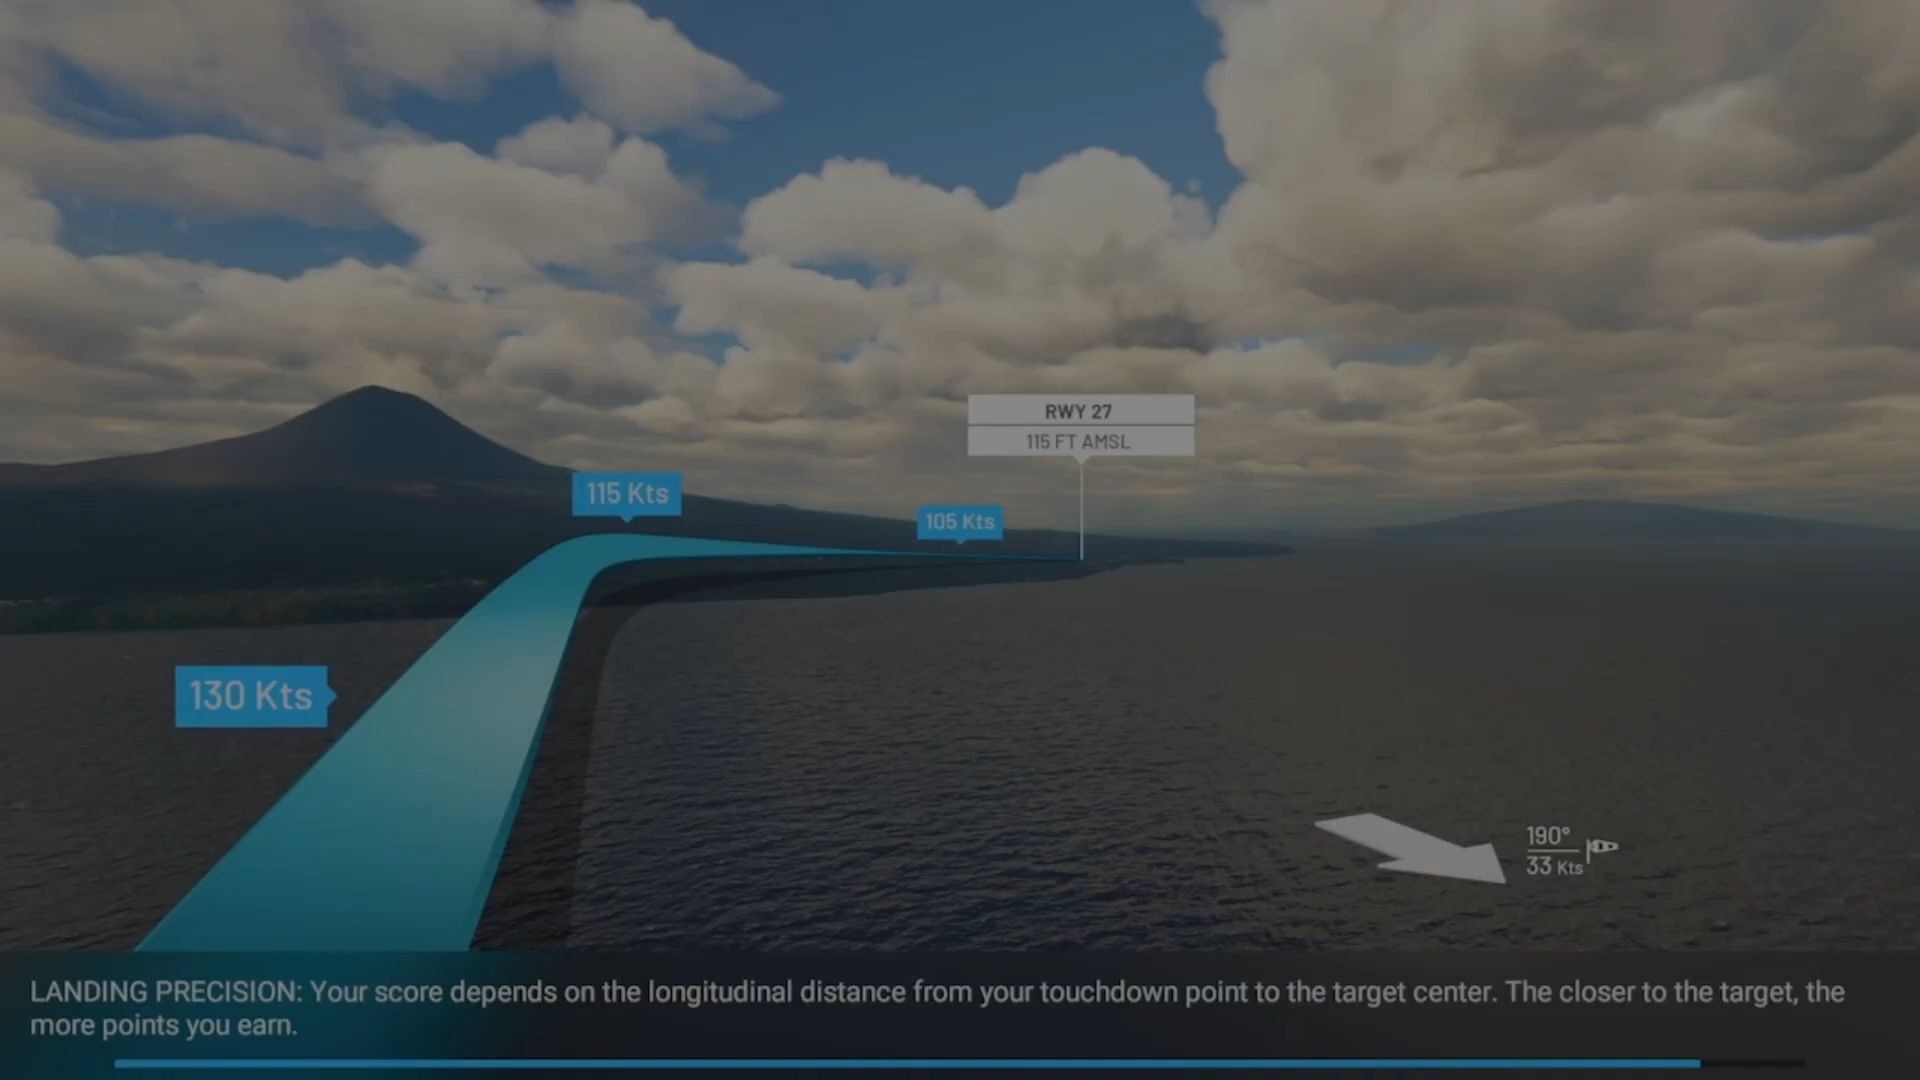 RWY 27
115 FT AMSL
115 Kts
105 Kts
130 Kts
190°
33 Kts
LANDING PRECISION: Your score depends on the longitudinal distance from your touchdown point to the target center. The closer to the target, the
more points you earn.